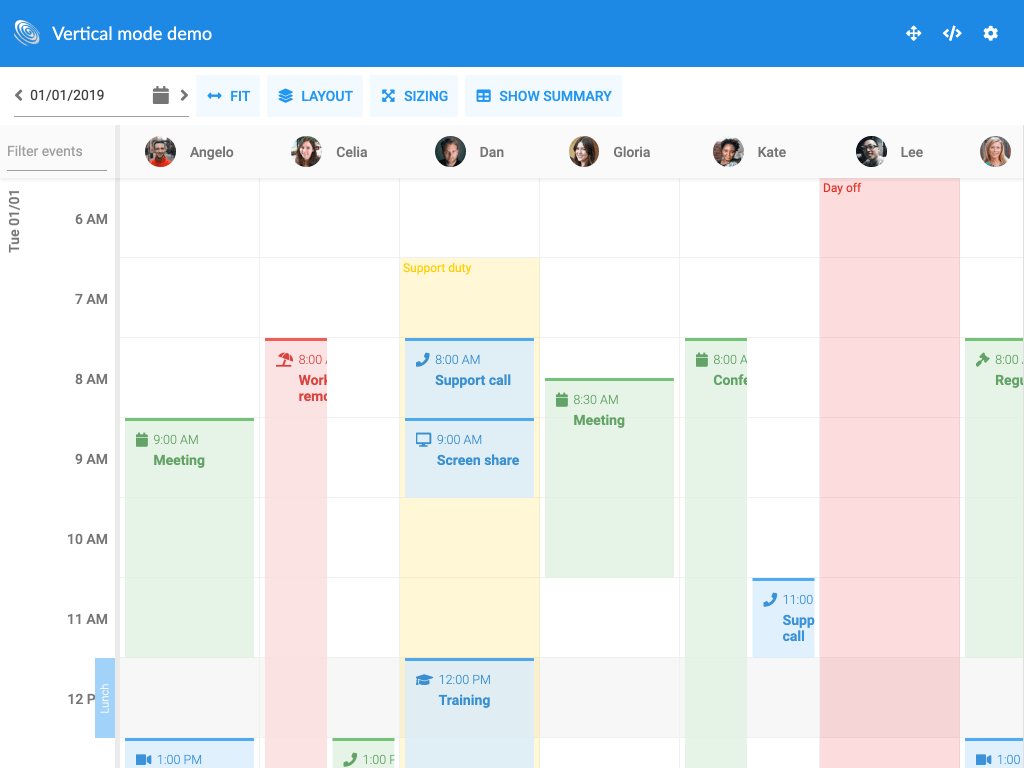 Vertical mode demo
01/01/2019
FIT
LAYOUT
SIZING
SHOW SUMMARY
Angelo
Celia
Dan
Gloria
Kate
Lee
Tue 01/01
Filter events
6 AM
7 AM
8 AM
9 AM
10 AM
11 AM
12 P
Lunch
9:00 AM
Meeting
1:00 PM
8:00
Work
remo
1:00 P
Support duty
8:00 AM
Support call
9:00 AM
Screen share
12:00 PM
Training
8:30 AM
Meeting
8:00 A
Confe
11:00
Supp
call
Day off
8:00
Regu
1:00